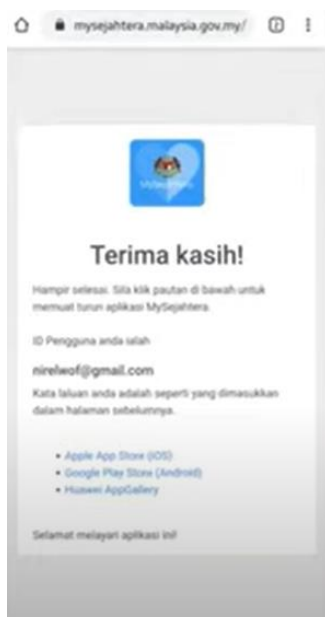 mysejahtera.malaysia.gov.my/
MySejahtera
Terima kasih!
Hampir selesai. Sila klik pautan di bawah untuk
memuat turun aplikasi MySejahtera.
ID Pengguna anda ialah
nirelwof@gmail.com
Kata laluan anda adalah seperti yang dimasukkan
dalam halaman sebelumnya.
• Apple App Store (iOS)
• Google Play Store (Android)
• Huawei AppGallery
Selamat melayari aplikasi ini!